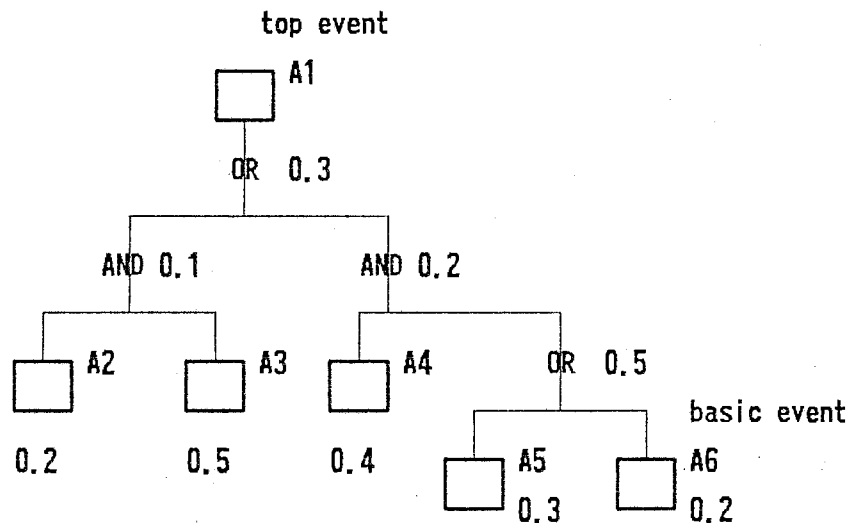 top event
A1
OR 0.3
AND 0.1
AND 0.2
A2
A3
A4
OR 0.5
basic event
0.2
0.5
0.4
A5
A6
0.3
0.2